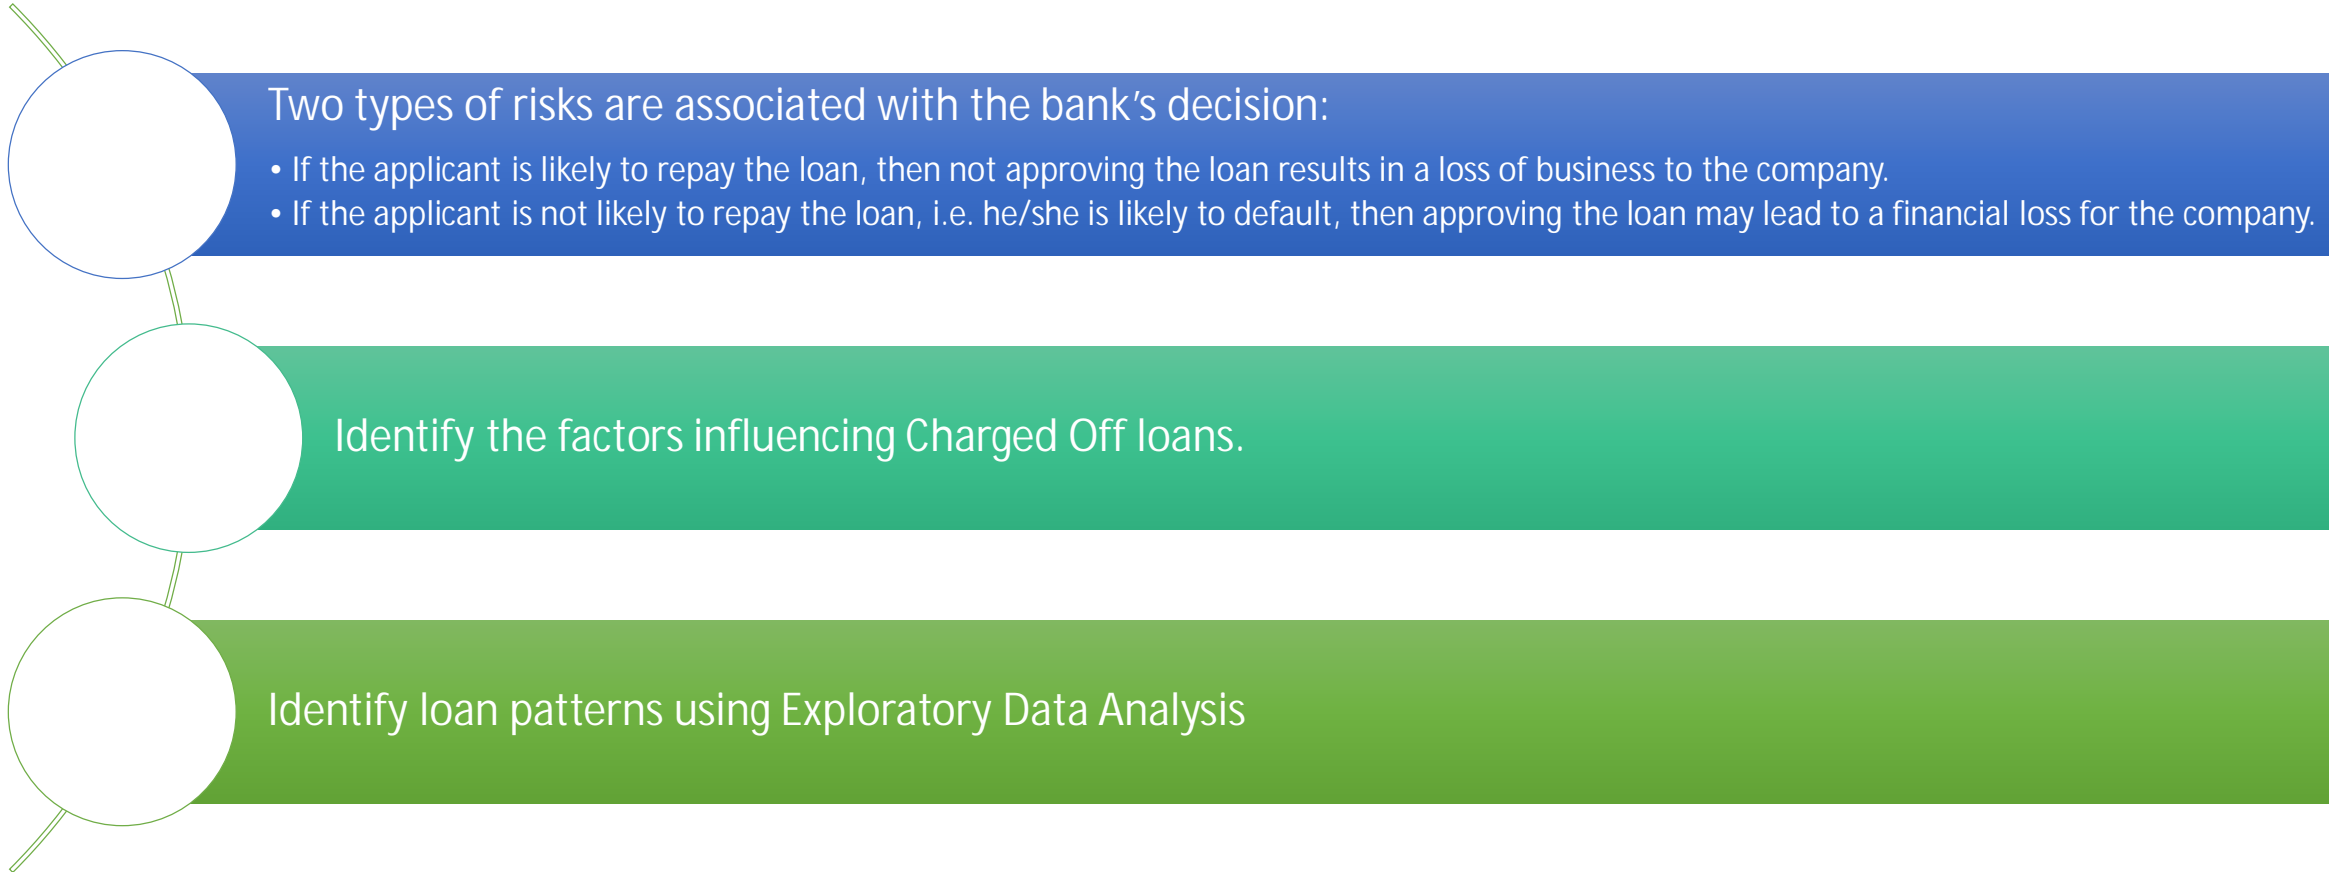 Two types of risks are associated with the bank’s decision:
• If the applicant is likely to repay the loan, then not approving the loan results in a loss of business to the company.
• If the applicant is not likely to repay the loan, i.e. he/she is likely to default, then approving the loan may lead to a financial loss for the company.
Identify the factors influencing Charged Off loans.
Identify loan patterns using Exploratory Data Analysis